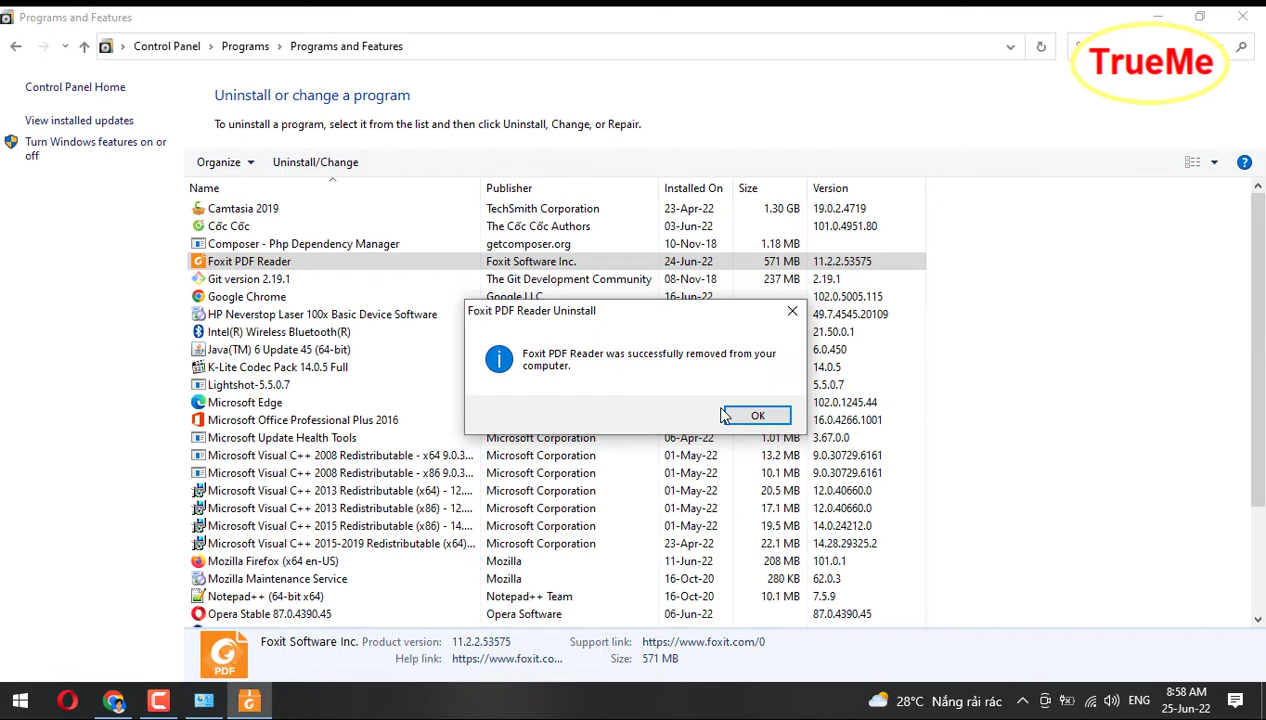 Programs and Features
Control Panel > Programs > Programs and Features
TrueMe
Control Panel Home
View installed updates
Turn Windows features on or
off
Uninstall or change a program
To uninstall a program, select it from the list and then click Uninstall, Change, or Repair.
Organize Uninstall/Change
Name Publisher Installed On Size Version
Camtasia 2019 TechSmith Corporation 23-Apr-22 1.30 GB 19.0.2.4719
Cốc Cốc The Cốc Cốc Authors 03-Jun-22 101.0.4951.80
Composer - Php Dependency Manager getcomposer.org 10-Nov-18 1.18 MB
Foxit PDF Reader Foxit Software Inc. 24-Jun-22 571 MB 11.2.2.53575
Git version 2.19.1 The Git Development Community 08-Nov-18 237 MB 2.19.1
Google Chrome Google LLC 16-Jun-22 102.0.5005.115
HP Neverstop Laser 100x Basic Device Software 49.7.4545.20109
Intel(R) Wireless Bluetooth(R) 21.50.0.1
Java(TM) 6 Update 45 (64-bit) 6.0.450
K-Lite Codec Pack 14.0.5 Full 14.0.5
Lightshot-5.5.0.7 5.5.0.7
Microsoft Edge 102.0.1245.44
Microsoft Office Professional Plus 2016 16.0.4266.1001
Microsoft Update Health Tools Microsoft Corporation 06-Apr-22 1.01 MB 3.67.0.0
Microsoft Visual C++ 2008 Redistributable - x64 9.0.3... Microsoft Corporation 01-May-22 13.2 MB 9.0.30729.6161
Microsoft Visual C++ 2008 Redistributable - x86 9.0.3... Microsoft Corporation 01-May-22 10.1 MB 9.0.30729.6161
Microsoft Visual C++ 2013 Redistributable (x64) - 12.... Microsoft Corporation 01-May-22 20.5 MB 12.0.40660.0
Microsoft Visual C++ 2013 Redistributable (x86) - 12.... Microsoft Corporation 01-May-22 17.1 MB 12.0.40660.0
Microsoft Visual C++ 2015 Redistributable (x86) - 14.... Microsoft Corporation 01-May-22 19.5 MB 14.0.24212.0
Microsoft Visual C++ 2015-2019 Redistributable (x64)... Microsoft Corporation 23-Apr-22 22.1 MB 14.28.29325.2
Mozilla Firefox (x64 en-US) Mozilla 11-Jun-22 208 MB 101.0.1
Mozilla Maintenance Service Mozilla 16-Oct-20 280 KB 62.0.3
Notepad++ (64-bit x64) Notepad++ Team 16-Oct-20 10.1 MB 7.5.9
Opera Stable 87.0.4390.45 Opera Software 06-Jun-22 87.0.4390.45
Foxit PDF Reader Uninstall
Foxit PDF Reader was successfully removed from your
computer.
OK
PDF
Foxit Software Inc. Product version: 11.2.2.53575 Support link: https://www.foxit.com/0
Help link: https://www.foxit.co... Size: 571 MB
28°C Nắng rải rác ENG 8:58 AM
25-Jun-22